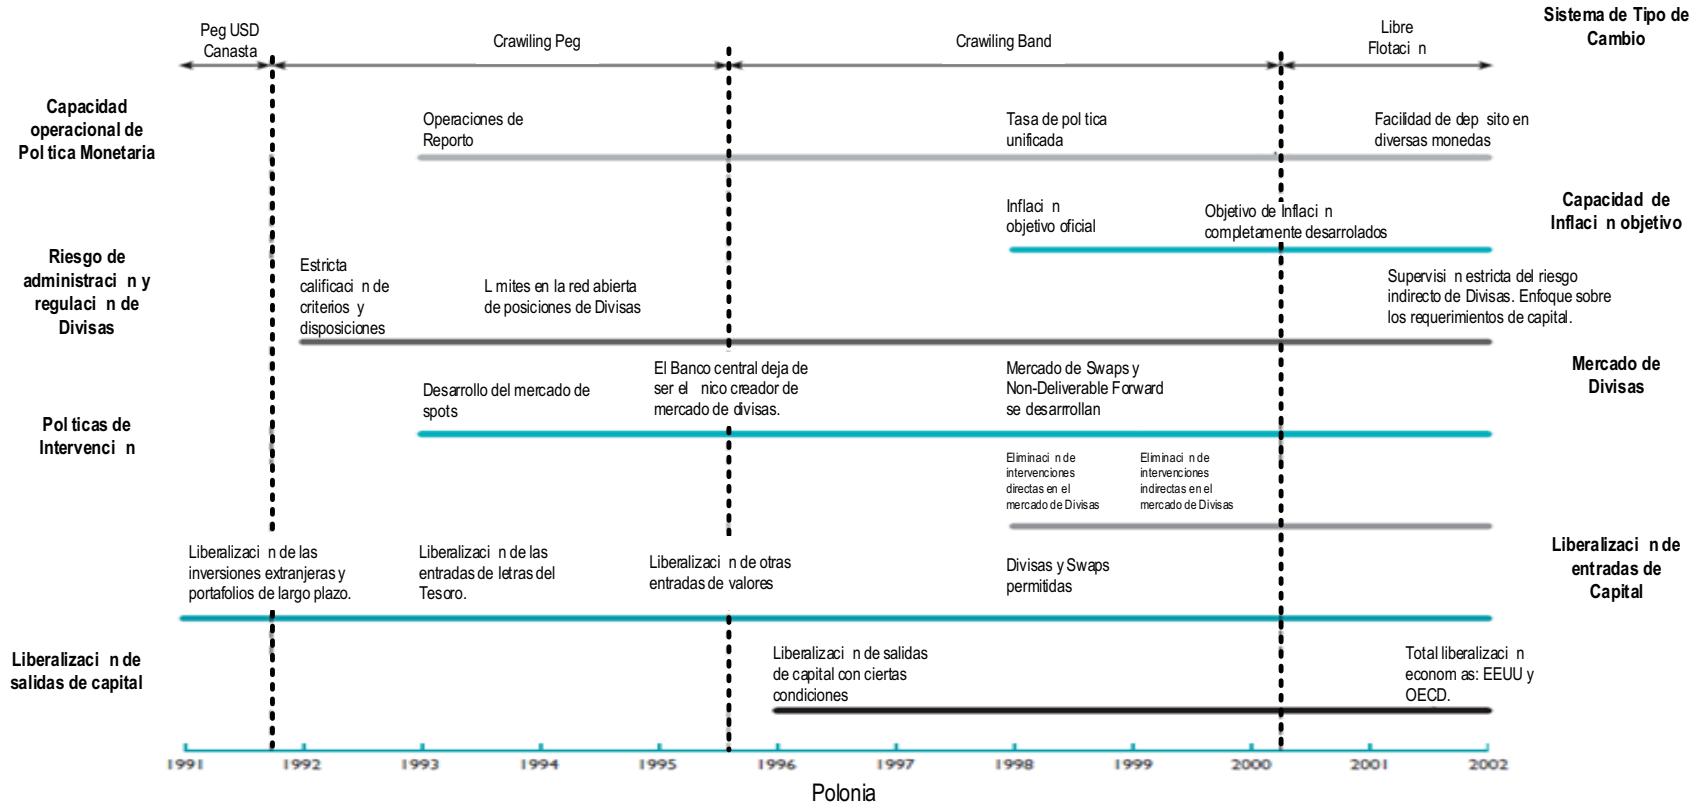 Sistema de Tipo de
Cambio
Peg USD
Canasta
Crawiling Peg
Crawiling Band
Libre
Flotaci n
Capacidad
operacional de
Pol tica Monetaria
Operaciones de
Reporto
Tasa de pol tica
unificada
Facilidad de dep sito en
diversas monedas
Inflaci n
objetivo oficial
Objetivo de Inflaci n
completamente desarrolados
Capacidad de
Inflaci n objetivo
Riesgo de
administraci n y
regulaci n de
Divisas
Estricta
calificaci n de
criterios y
disposiciones
L mites en la red abierta
de posiciones de Divisas
Supervisi n estricta del riesgo
indirecto de Divisas. Enfoque sobre
los requerimientos de capital.
Desarrollo del mercado de
spots
El Banco central deja de
ser el nico creador de
mercado de divisas.
Mercado de Swaps y
Non-Deliverable Forward
se desarrrollan
Mercado de
Divisas
Pol ticas de
Intervenci n
Eliminaci n de
intervenciones
directas en el
mercado de Divisas
Eliminaci n de
intervenciones
indirectas en el
mercado de Divisas
Liberalizaci n de las
inversiones extranjeras y
portafolios de largo plazo.
Liberalizaci n de las
entradas de letras del
Tesoro.
Liberalizaci n de otras
entradas de valores
Divisas y Swaps
permitidas
Liberalizaci n de
entradas de
Capital
Liberalizaci n de
salidas de capital
Liberalizaci n de salidas
de capital con ciertas
condiciones
Total liberalizaci n
econom as: EEUU y
OECD.
1991 1992 1993 1994 1995 1996 1997 1998 1999 2000 2001 2002
Polonia